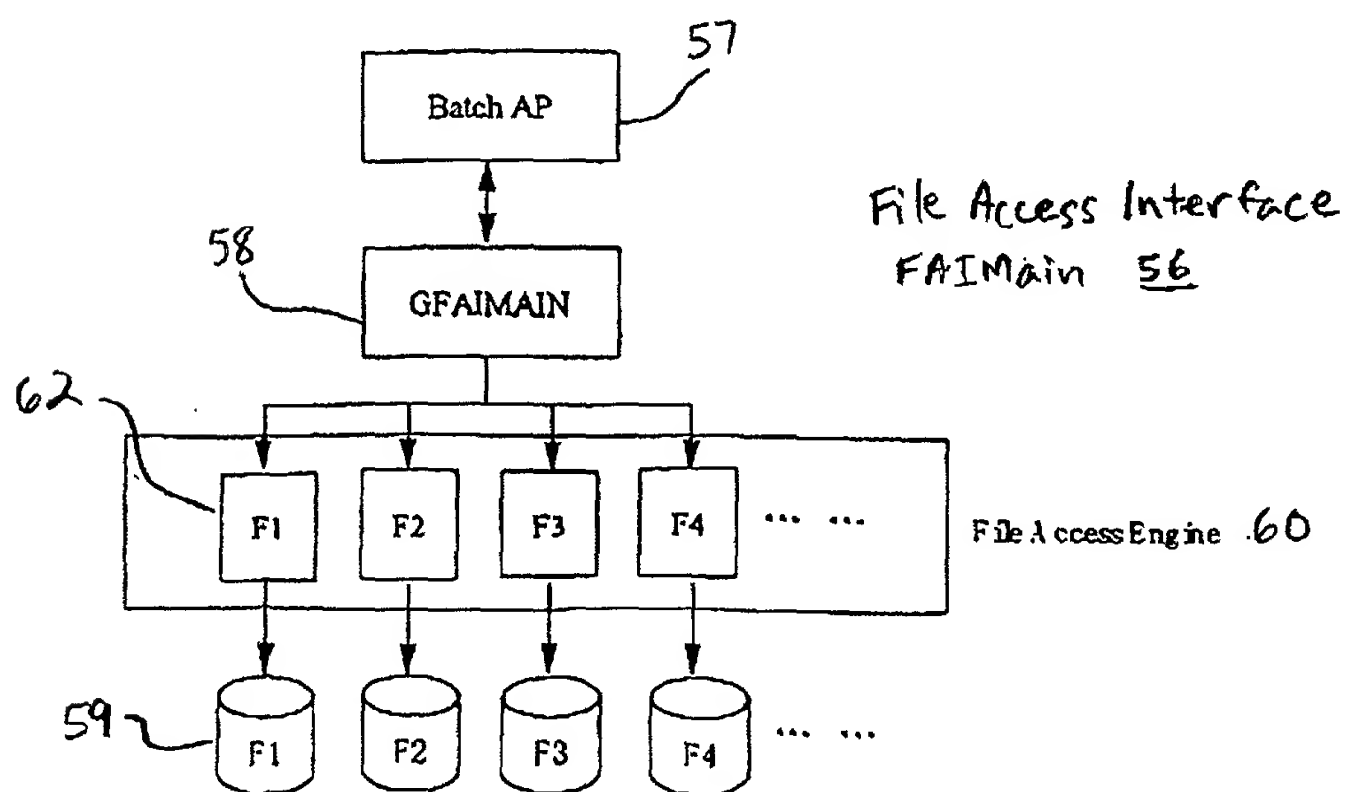 57
Batch AP
File Access Interface
FAIMain 56
58
GFAIMAIN
62
F1 F2 F3 F4 ... ...
File Access Engine 60
59
F1 F2 F3 F4 ... ...